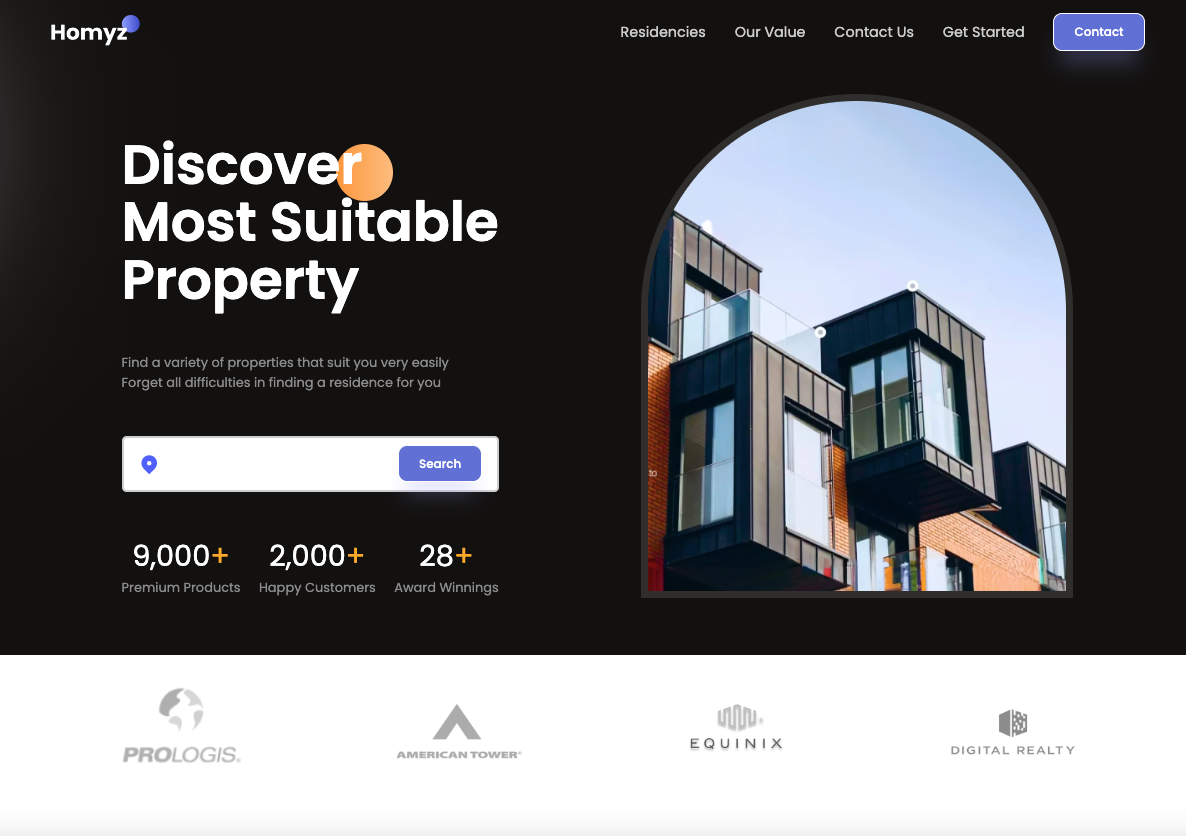 Homyz
Residencies
Our Value
Contact Us
Get Started
Contact
Discover
Most Suitable
Property
Find a variety of properties that suit you very easily
Forget all difficulties in finding a residence for you
Search
9,000+
2,000+
28+
Premium Products
Happy Customers
Award Winnings
to
PROLOGIS.
AMERICAN TOWER
EQUINIX
DIGITAL REALTY